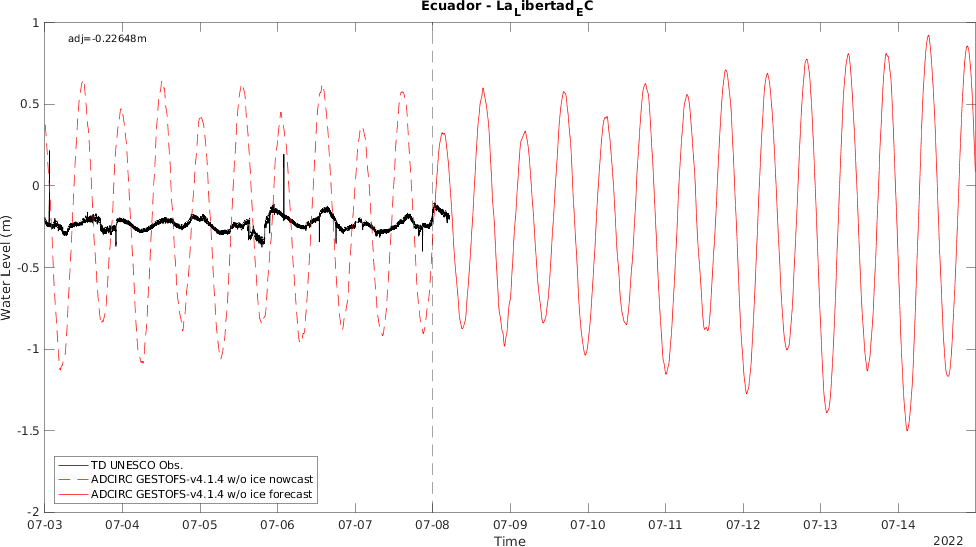 Ecuador - La_Libertad_EC
adj=-0.22648m
Water Level (m)
1
0.5
0
-0.5
-1
-1.5
-2
TD UNESCO Obs.
ADCIRC GESTOFS-v4.1.4 w/o ice nowcast
ADCIRC GESTOFS-v4.1.4 w/o ice forecast
07-03 07-04 07-05 07-06 07-07 07-08 07-09 07-10 07-11 07-12 07-13 07-14
Time
2022